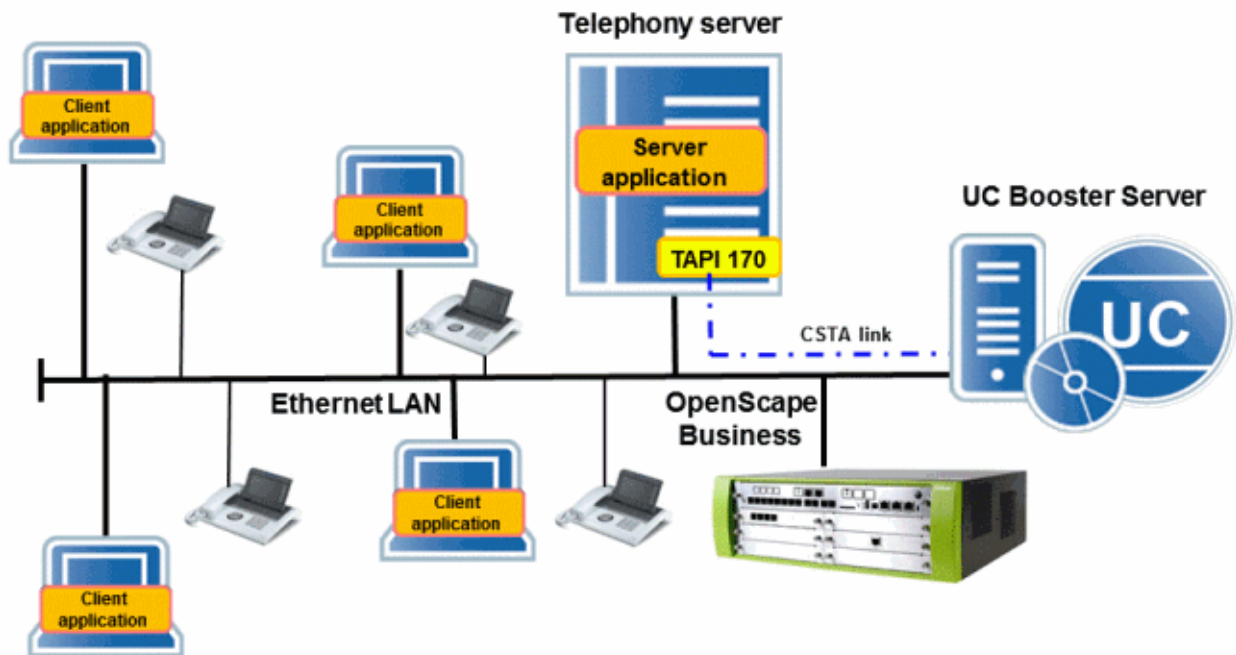 Telephony server
Client
application
Server
application
Client
application
UC Booster Server
TAPI 170
UC
CSTA link
Ethernet LAN
OpenScape
Business
Client
application
Client
application